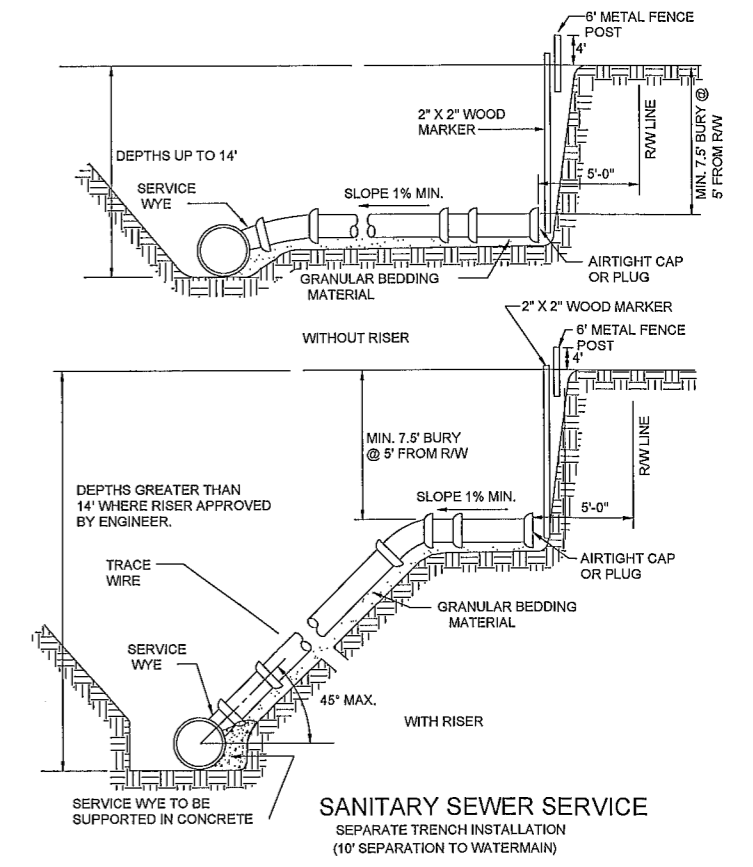 6' METAL FENCE
POST
4'
2" X 2" WOOD
MARKER
R/W LINE
MIN. 7.5' BURY @
5' FROM R/W
DEPTHS UP TO 14'
SERVICE
WYE
SLOPE 1% MIN.
5'-0"
AIRTIGHT CAP
OR PLUG
GRANULAR BEDDING
MATERIAL
WITHOUT RISER
2" X 2" WOOD MARKER
6' METAL FENCE
POST
4'
MIN. 7.5' BURY
@ 5' FROM R/W
R/W LINE
DEPTHS GREATER THAN
14' WHERE RISER APPROVED
BY ENGINEER.
SLOPE 1% MIN.
5'-0"
AIRTIGHT CAP
OR PLUG
TRACE
WIRE
GRANULAR BEDDING
MATERIAL
SERVICE
WYE
45° MAX.
WITH RISER
SERVICE WYE TO BE
SUPPORTED IN CONCRETE
SANITARY SEWER SERVICE
SEPARATE TRENCH INSTALLATION
(10' SEPARATION TO WATERMAIN)